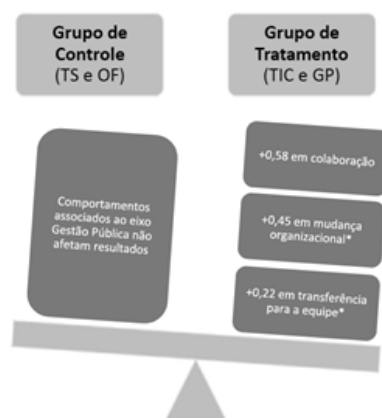 Grupo de
Controle
(TS e OF)
Grupo de
Tratamento
(TIC e GP)
Comportamentos
associados ao eixo
Gestão Pública não
afetam resultados
+0,58 em colaboração
+0,45 em mudança
organizacional*
+0,22 em transferência
para a equipe*